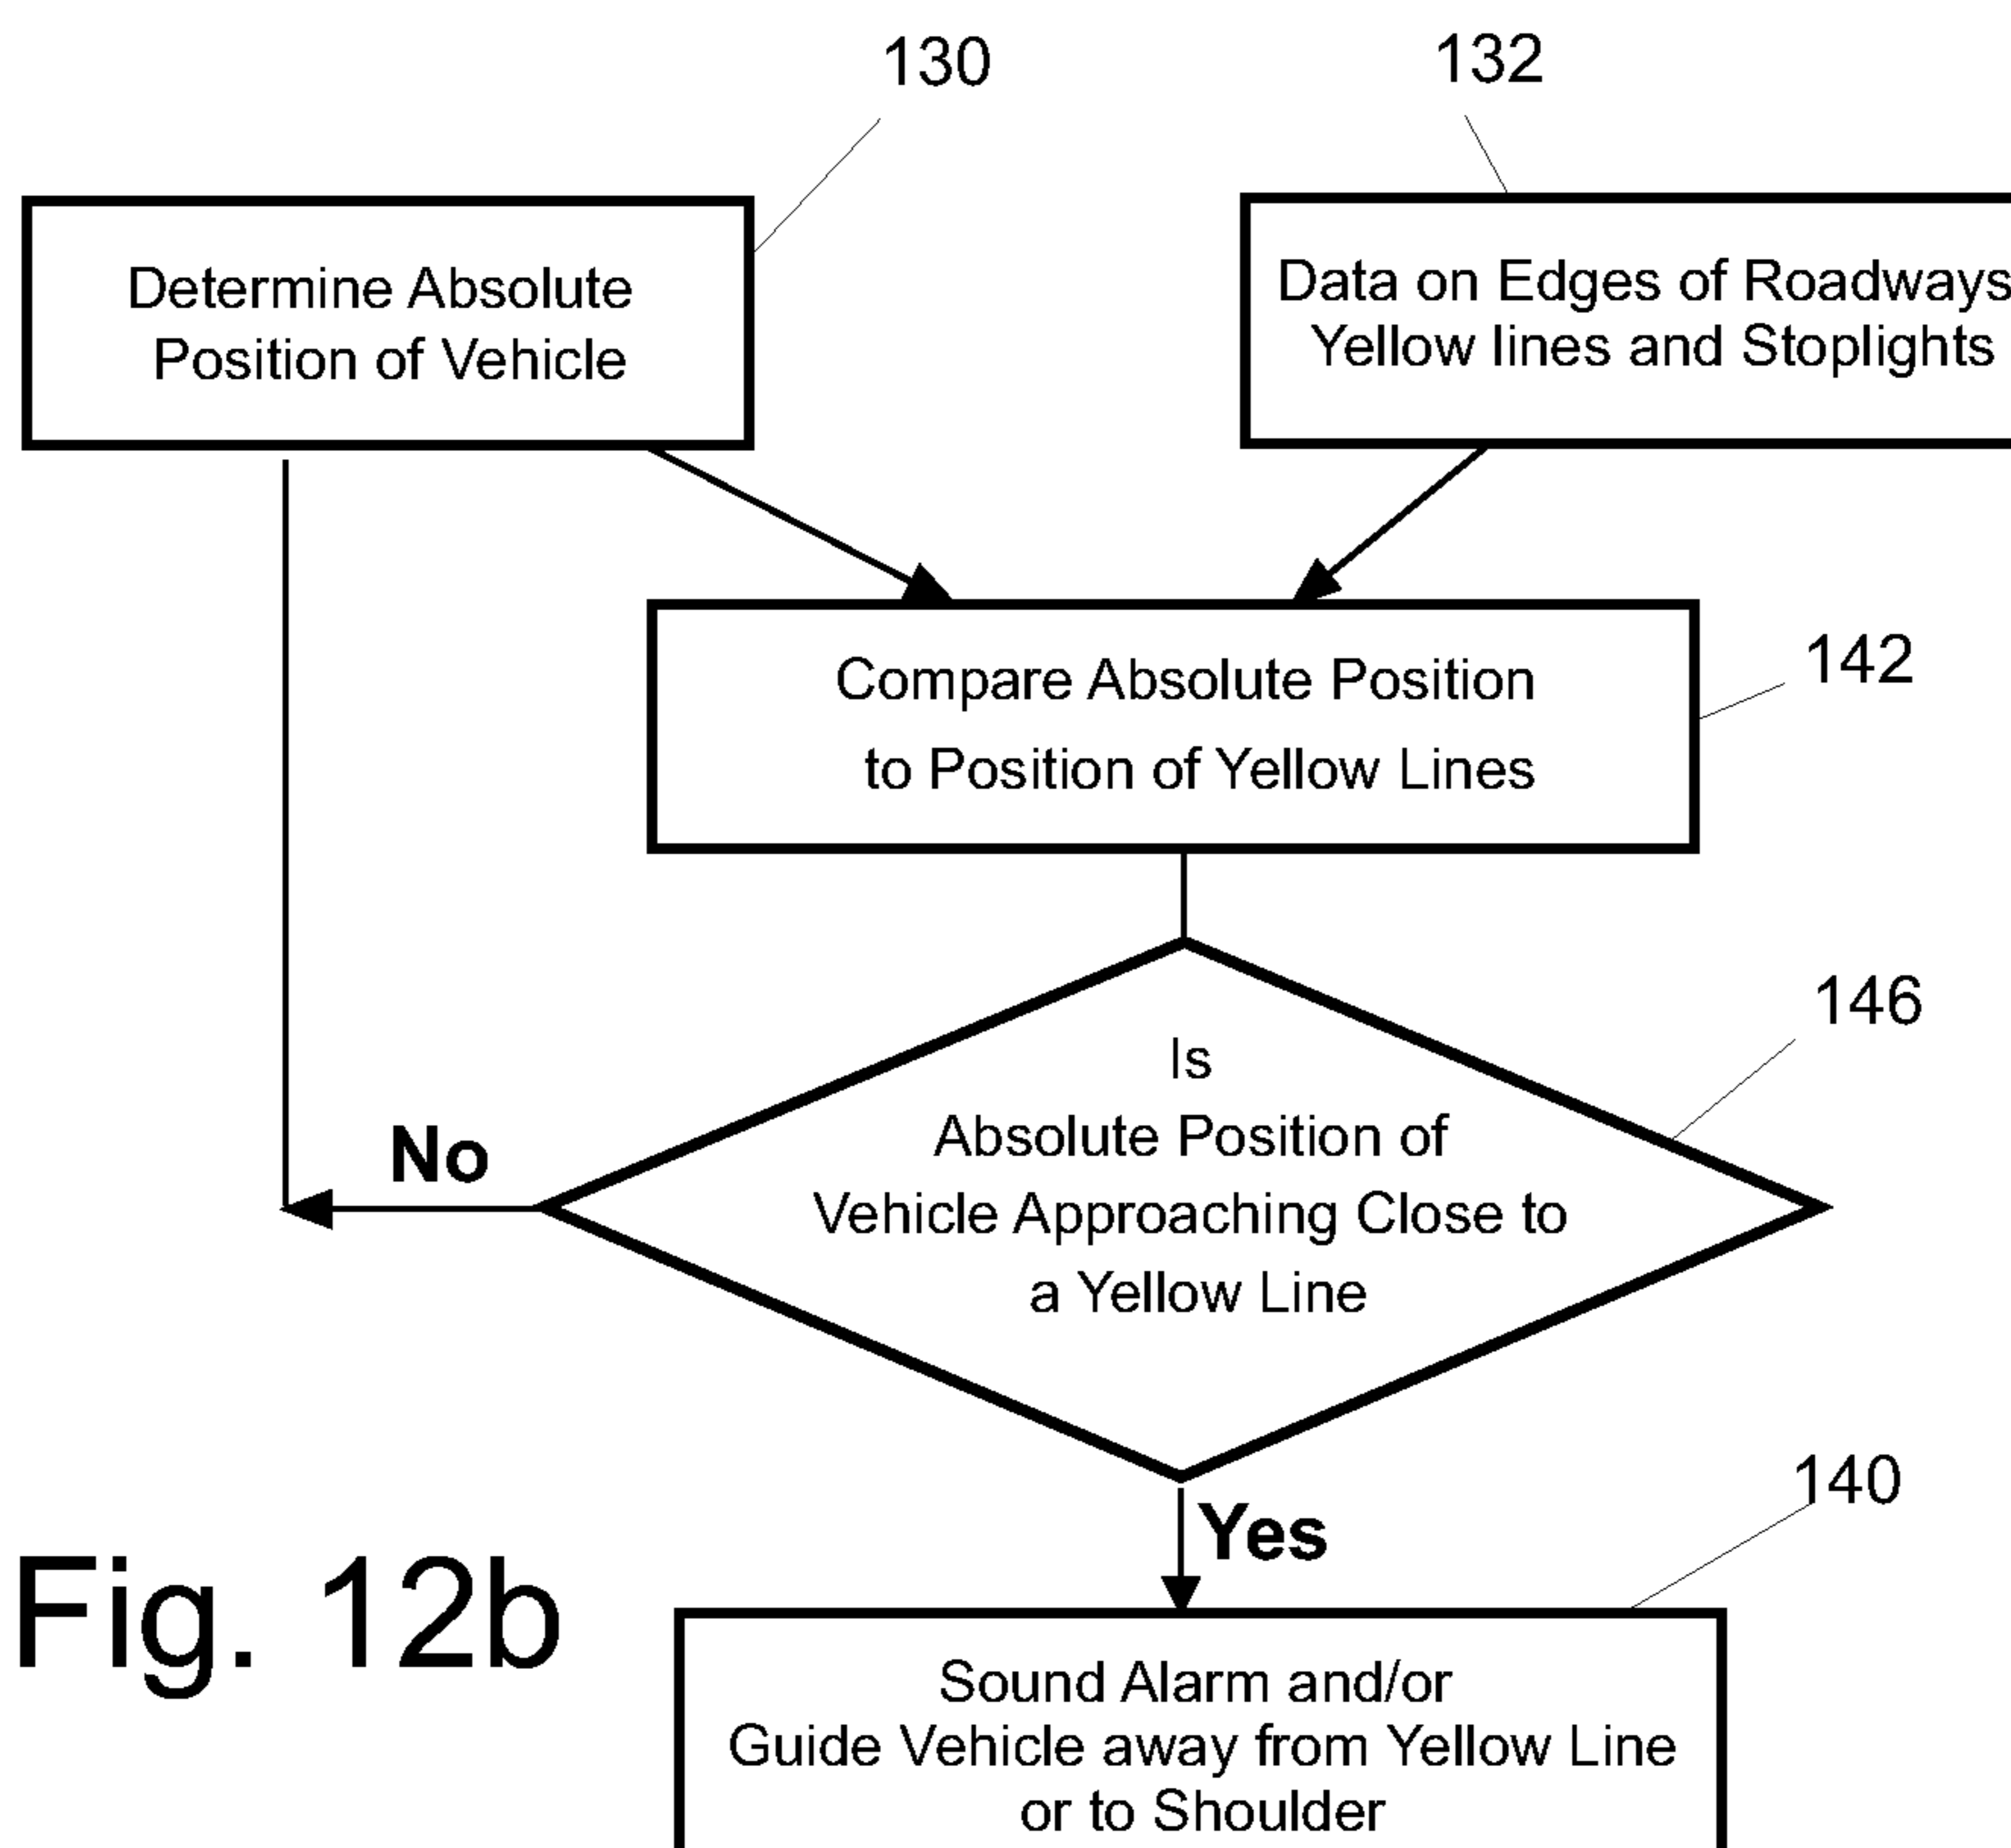 130
132
Determine Absolute
Position of Vehicle
Data on Edges of Roadways
Yellow lines and Stoplights
Compare Absolute Position
to Position of Yellow Lines
142
Is
Absolute Position of
Vehicle Approaching Close to
a Yellow Line
146
No
Yes
140
Sound Alarm and/or
Guide Vehicle away from Yellow Line
or to Shoulder
Fig. 12b